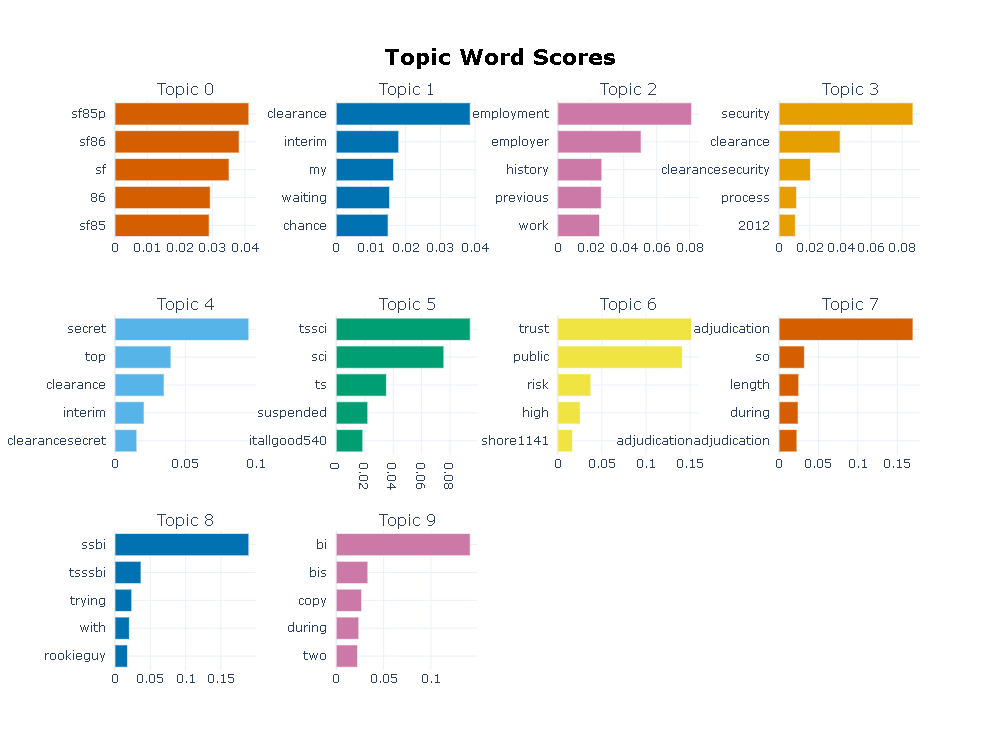 Topic Word Scores
Topic 0
sf85p
sf86
sf
86
sf85
0 0.01 0.02 0.03 0.04
Topic 1
clearance
interim
my
waiting
chance
0 0.01 0.02 0.03 0.04
Topic 2
employment
employer
history
previous
work
0 0.02 0.04 0.06 0.08
Topic 3
security
clearance
clearancesecurity
process
2012
0 0.02 0.04 0.06 0.08
Topic 4
secret
top
clearance
interim
clearancesecret
0 0.05 0.1
Topic 5
tssci
sci
ts
suspended
itallgood540
0 0.02 0.04 0.06 0.08
Topic 6
trust
public
risk
high
shore1141
0 0.05 0.1 0.15
Topic 7
adjudication
so
length
during
adjudicationadjudication
0 0.05 0.1 0.15
Topic 8
ssbi
tsssbi
trying
with
rookieguy
0 0.05 0.1 0.15
Topic 9
bi
bis
copy
during
two
0 0.05 0.1